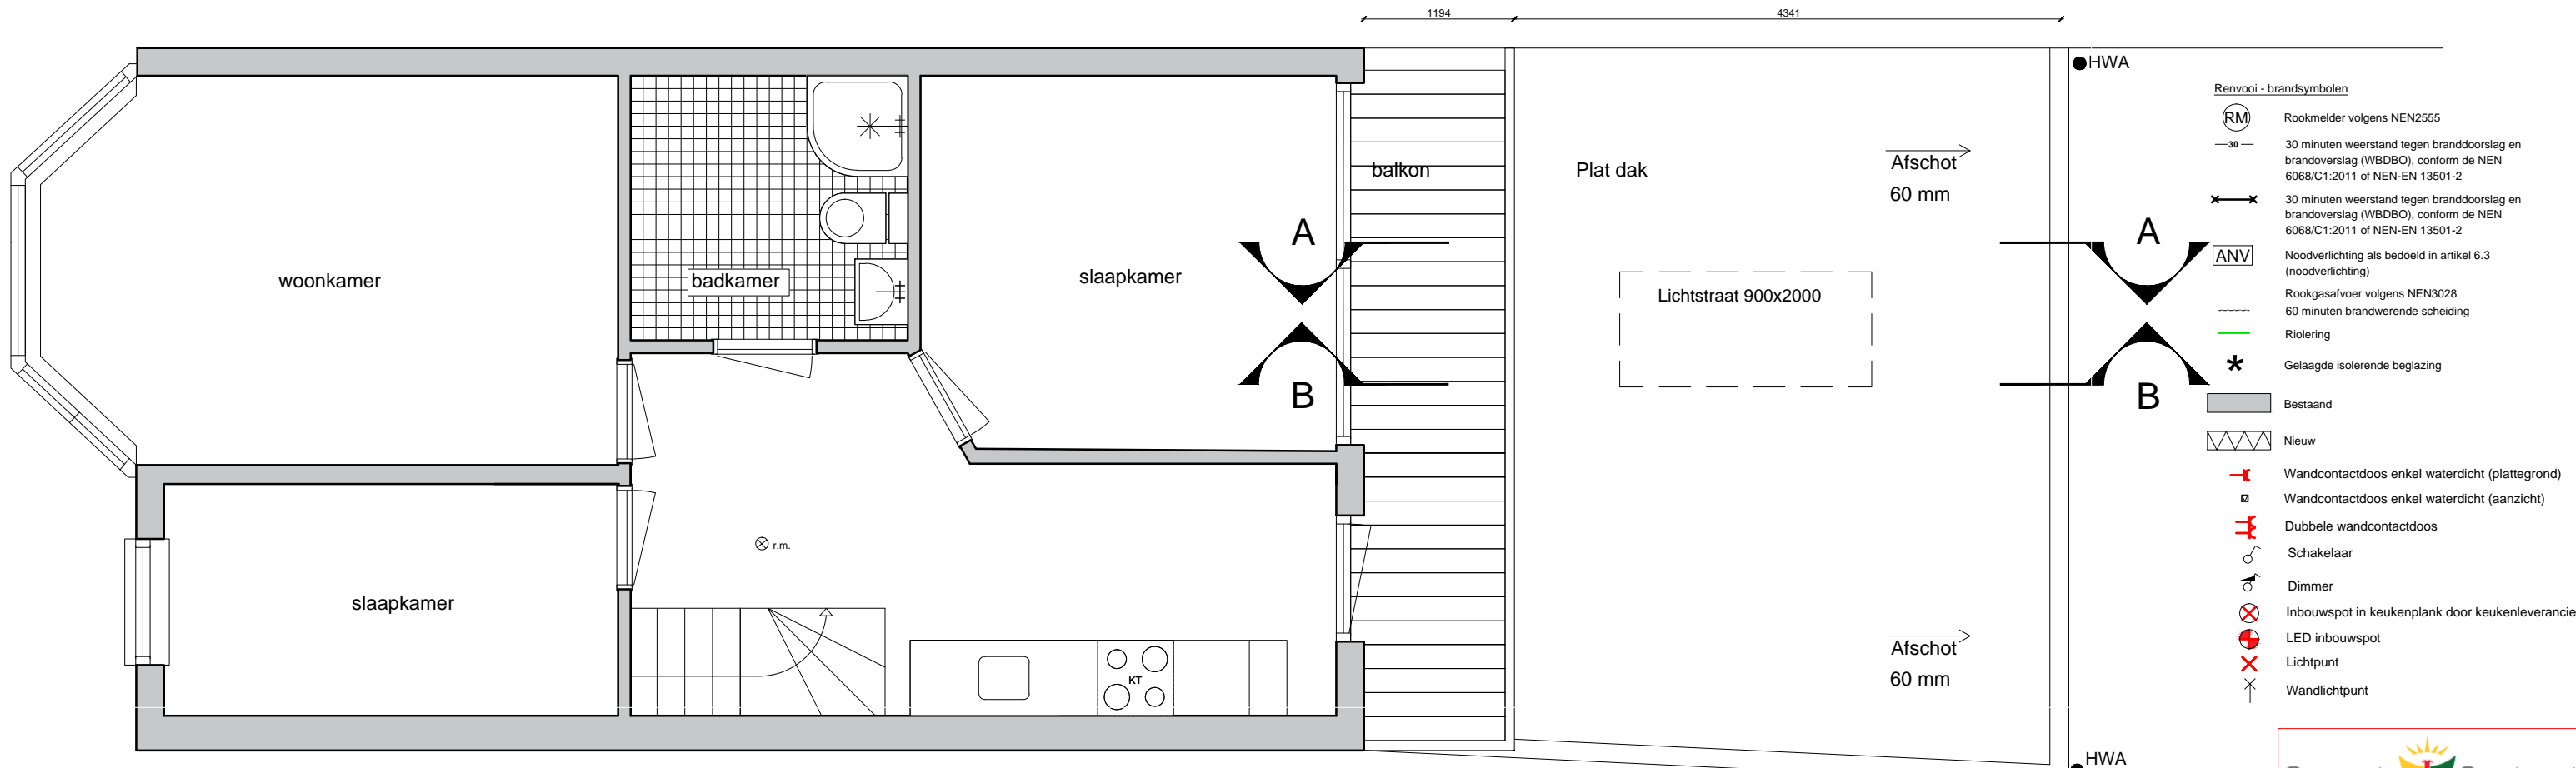 1194
4341
HWA
balkon
Plat dak
Afschot
60 mm
A
A
woonkamer
badkamer
slaapkamer
Lichtstraat 900x2000
B
B
slaapkamer
r.m.
KT
Afschot
60 mm
HWA
Renvooi - brandsymbolen
RM
Rookmelder volgens NEN2555
30
30 minuten weerstand tegen branddoorslag en
brandoverslag (WBDBO), conform de NEN
6068/C1:2011 of NEN-EN 13501-2
30 minuten weerstand tegen branddoorslag en
brandoverslag (WBDBO), conform de NEN
6068/C1:2011 of NEN-EN 13501-2
ANV
Noodverlichting als bedoeld in artikel 6.3
(noodverlichting)
Rookgasafvoer volgens NEN3028
60 minuten brandwerende scheiding
Riolering
Gelaagde isolerende beglazing
Bestaand
Nieuw
Wandcontactdoos enkel waterdicht (plattegrond)
Wandcontactdoos enkel waterdicht (aanzicht)
Dubbele wandcontactdoos
Schakelaar
Dimmer
Inbouwspot in keukenplank door keukenleverancie
LED inbouwspot
Lichtpunt
Wandlichtpunt